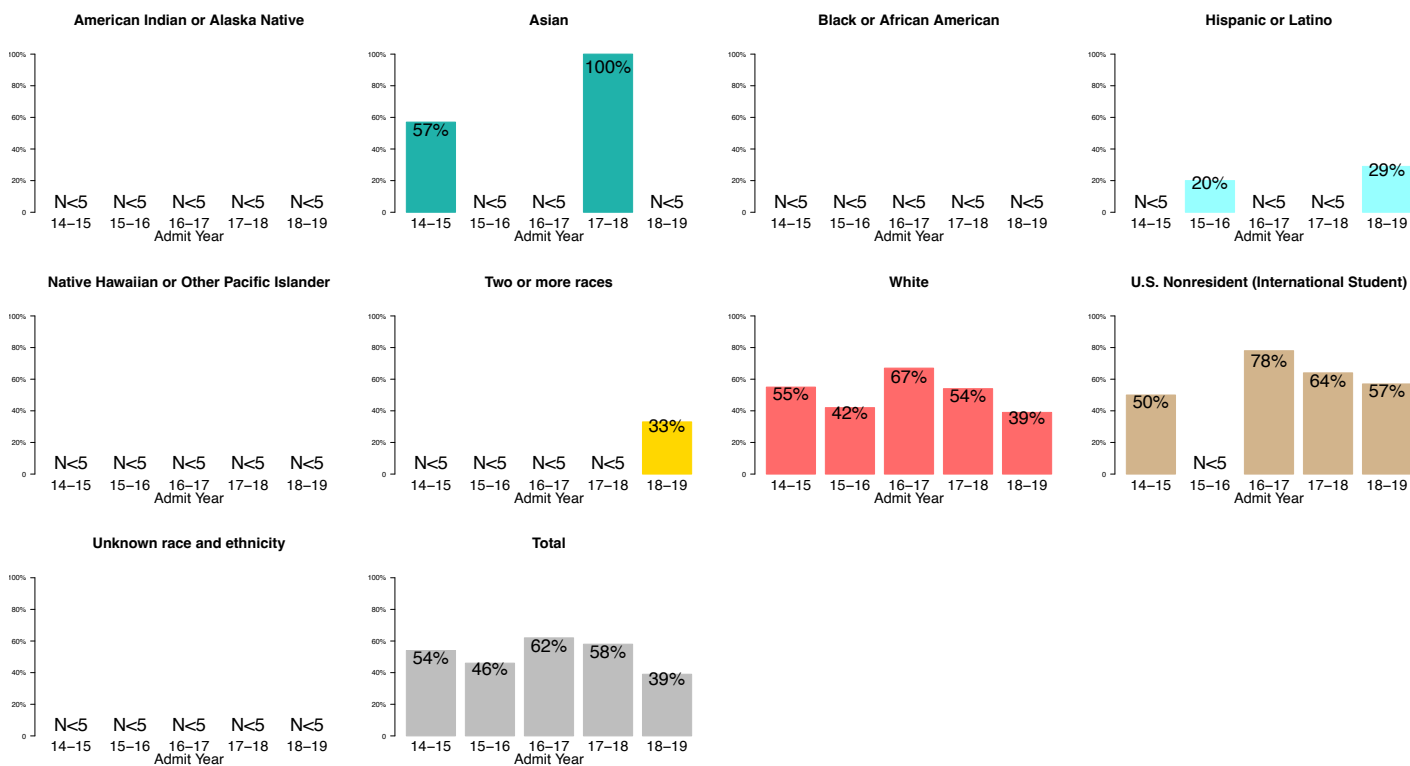 American Indian or Alaska Native
100%
80%
60%
40%
20%
0
N<5 N<5 N<5 N<5 N<5
14–15 15–16 16–17 17–18 18–19
Admit Year
Asian
100%
80%
60%
40%
20%
0
57% N<5 N<5 100% N<5
14–15 15–16 16–17 17–18 18–19
Admit Year
Black or African American
100%
80%
60%
40%
20%
0
N<5 N<5 N<5 N<5 N<5
14–15 15–16 16–17 17–18 18–19
Admit Year
Hispanic or Latino
100%
80%
60%
40%
20%
0
N<5 20% N<5 N<5 29%
14–15 15–16 16–17 17–18 18–19
Admit Year
Native Hawaiian or Other Pacific Islander
100%
80%
60%
40%
20%
0
N<5 N<5 N<5 N<5 N<5
14–15 15–16 16–17 17–18 18–19
Admit Year
Two or more races
100%
80%
60%
40%
20%
0
N<5 N<5 N<5 N<5 33%
14–15 15–16 16–17 17–18 18–19
Admit Year
White
100%
80%
60%
40%
20%
0
55% 42% 67% 54% 39%
14–15 15–16 16–17 17–18 18–19
Admit Year
U.S. Nonresident (International Student)
100%
80%
60%
40%
20%
0
50% N<5 78% 64% 57%
14–15 15–16 16–17 17–18 18–19
Admit Year
Unknown race and ethnicity
100%
80%
60%
40%
20%
0
N<5 N<5 N<5 N<5 N<5
14–15 15–16 16–17 17–18 18–19
Admit Year
Total
100%
80%
60%
40%
20%
0
54% 46% 62% 58% 39%
14–15 15–16 16–17 17–18 18–19
Admit Year